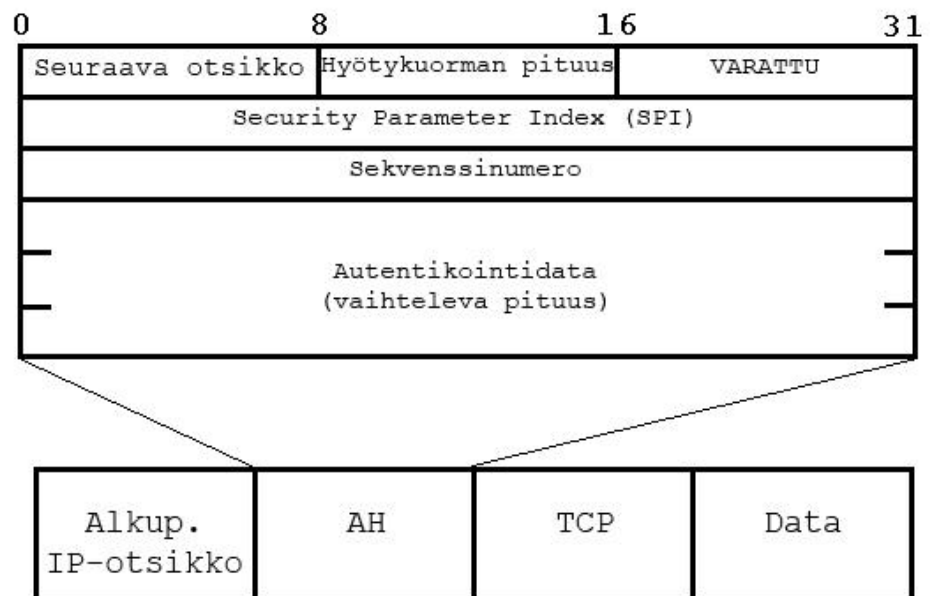 0 8 16 31
Seuraava otsikko Hyötykuorman pituus VARATTU
Security Parameter Index (SPI)
Sekvenssinumero
Autentikointidata
(vaihteleva pituus)
Alkup.
IP-otsikko
AH
TCP
Data